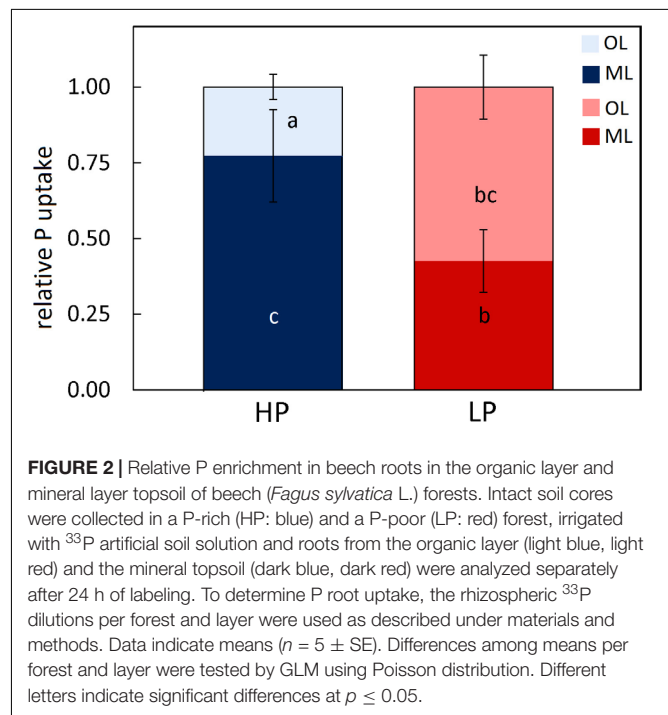 OL
ML
OL
ML
1.00
0.75
0.50
0.25
0.00
relative P uptake
a
c
bc
b
HP
LP
FIGURE 2 | Relative P enrichment in beech roots in the organic layer and
mineral layer topsoil of beech (Fagus sylvatica L.) forests. Intact soil cores
were collected in a P-rich (HP: blue) and a P-poor (LP: red) forest, irrigated
with ³³P artificial soil solution and roots from the organic layer (light blue, light
red) and the mineral topsoil (dark blue, dark red) were analyzed separately
after 24 h of labeling. To determine P root uptake, the rhizospheric ³³P
dilutions per forest and layer were used as described under materials and
methods. Data indicate means (n = 5 ± SE). Differences among means per
forest and layer were tested by GLM using Poisson distribution. Different
letters indicate significant differences at p ≤ 0.05.